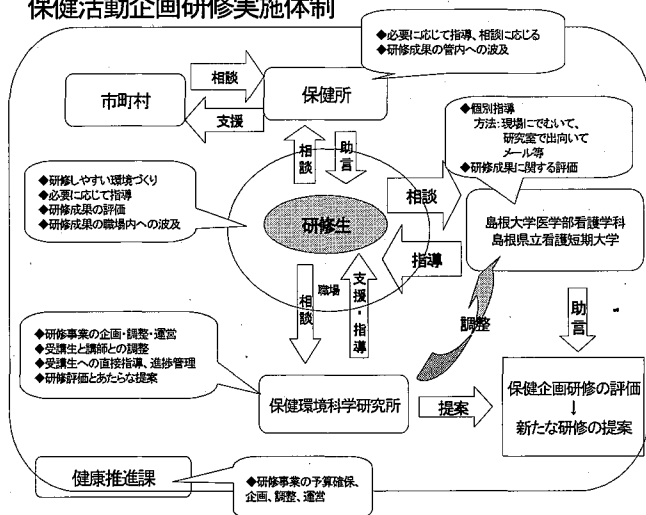 保健活動企画研修実施体制
◆必要に応じて指導、相談に応じる
◆研修成果の管内への波及
市町村
相談
支援
保健所
◆個別指導
方法:現場にでむいて、
研究室で出向いて
メール等
◆研修成果に関する評価
相談
助言
◆研修しやすい環境づくり
◆必要に応じて指導
◆研修成果の評価
◆研修成果の職場内への波及
研修生
職場
相談
指導
島根大学医学部看護学科
島根県立看護短期大学
相談
支援・指導
調整
助言
◆研修事業の企画・調整・運営
◆受講生と講師との調整
◆受講生への直接指導、進捗管理
◆研修評価とあたらな提案
保健環境科学研究所
提案
保健企画研修の評価
↓
新たな研修の提案
健康推進課
◆研修事業の予算確保、
企画、調整、運営